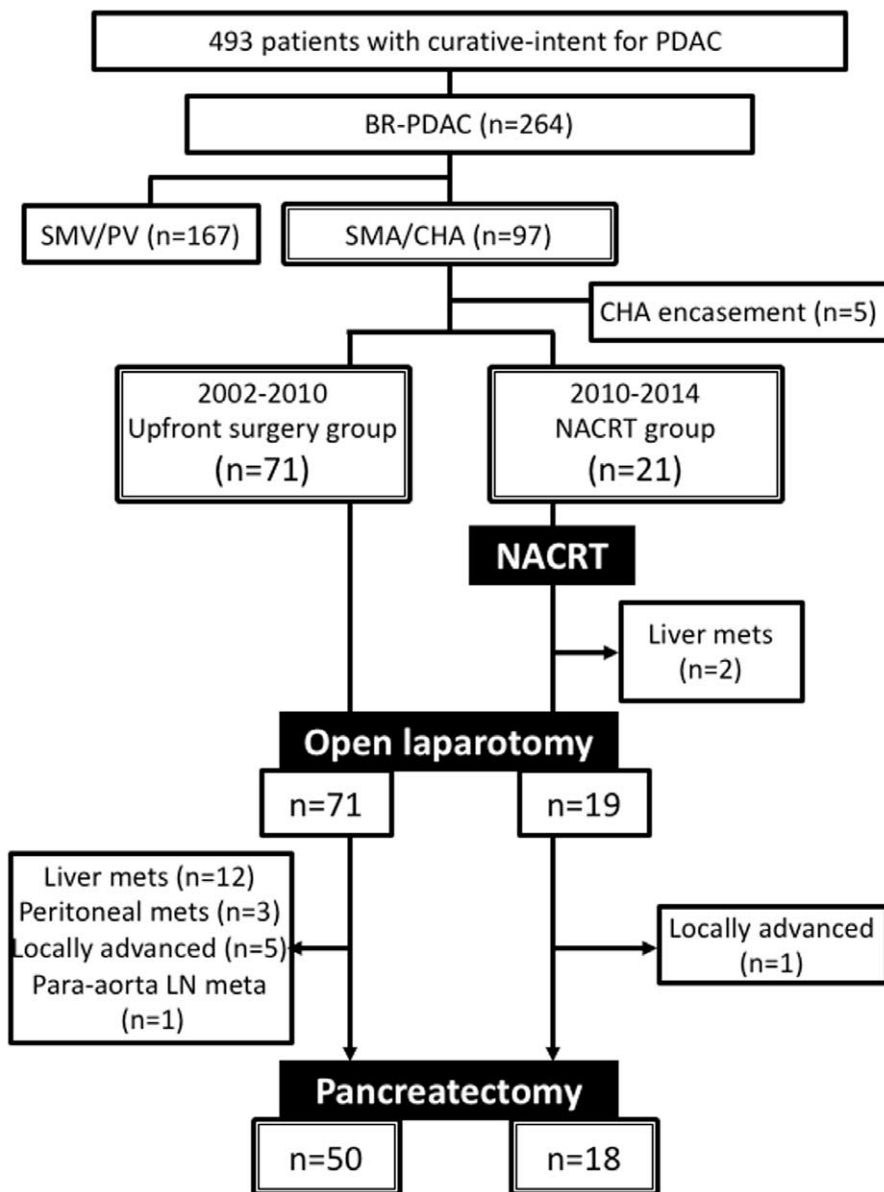 493 patients with curative-intent for PDAC
BR-PDAC (n=264)
SMV/PV (n=167)
SMA/CHA (n=97)
CHA encasement (n=5)
2002-2010
Upfront surgery group
(n=71)
2010-2014
NACRT group
(n=21)
NACRT
Liver mets
(n=2)
Open laparotomy
n=71
n=19
Liver mets (n=12)
Peritoneal mets (n=3)
Locally advanced (n=5)
Para-aorta LN meta
(n=1)
Locally advanced
(n=1)
Pancreatectomy
n=50
n=18